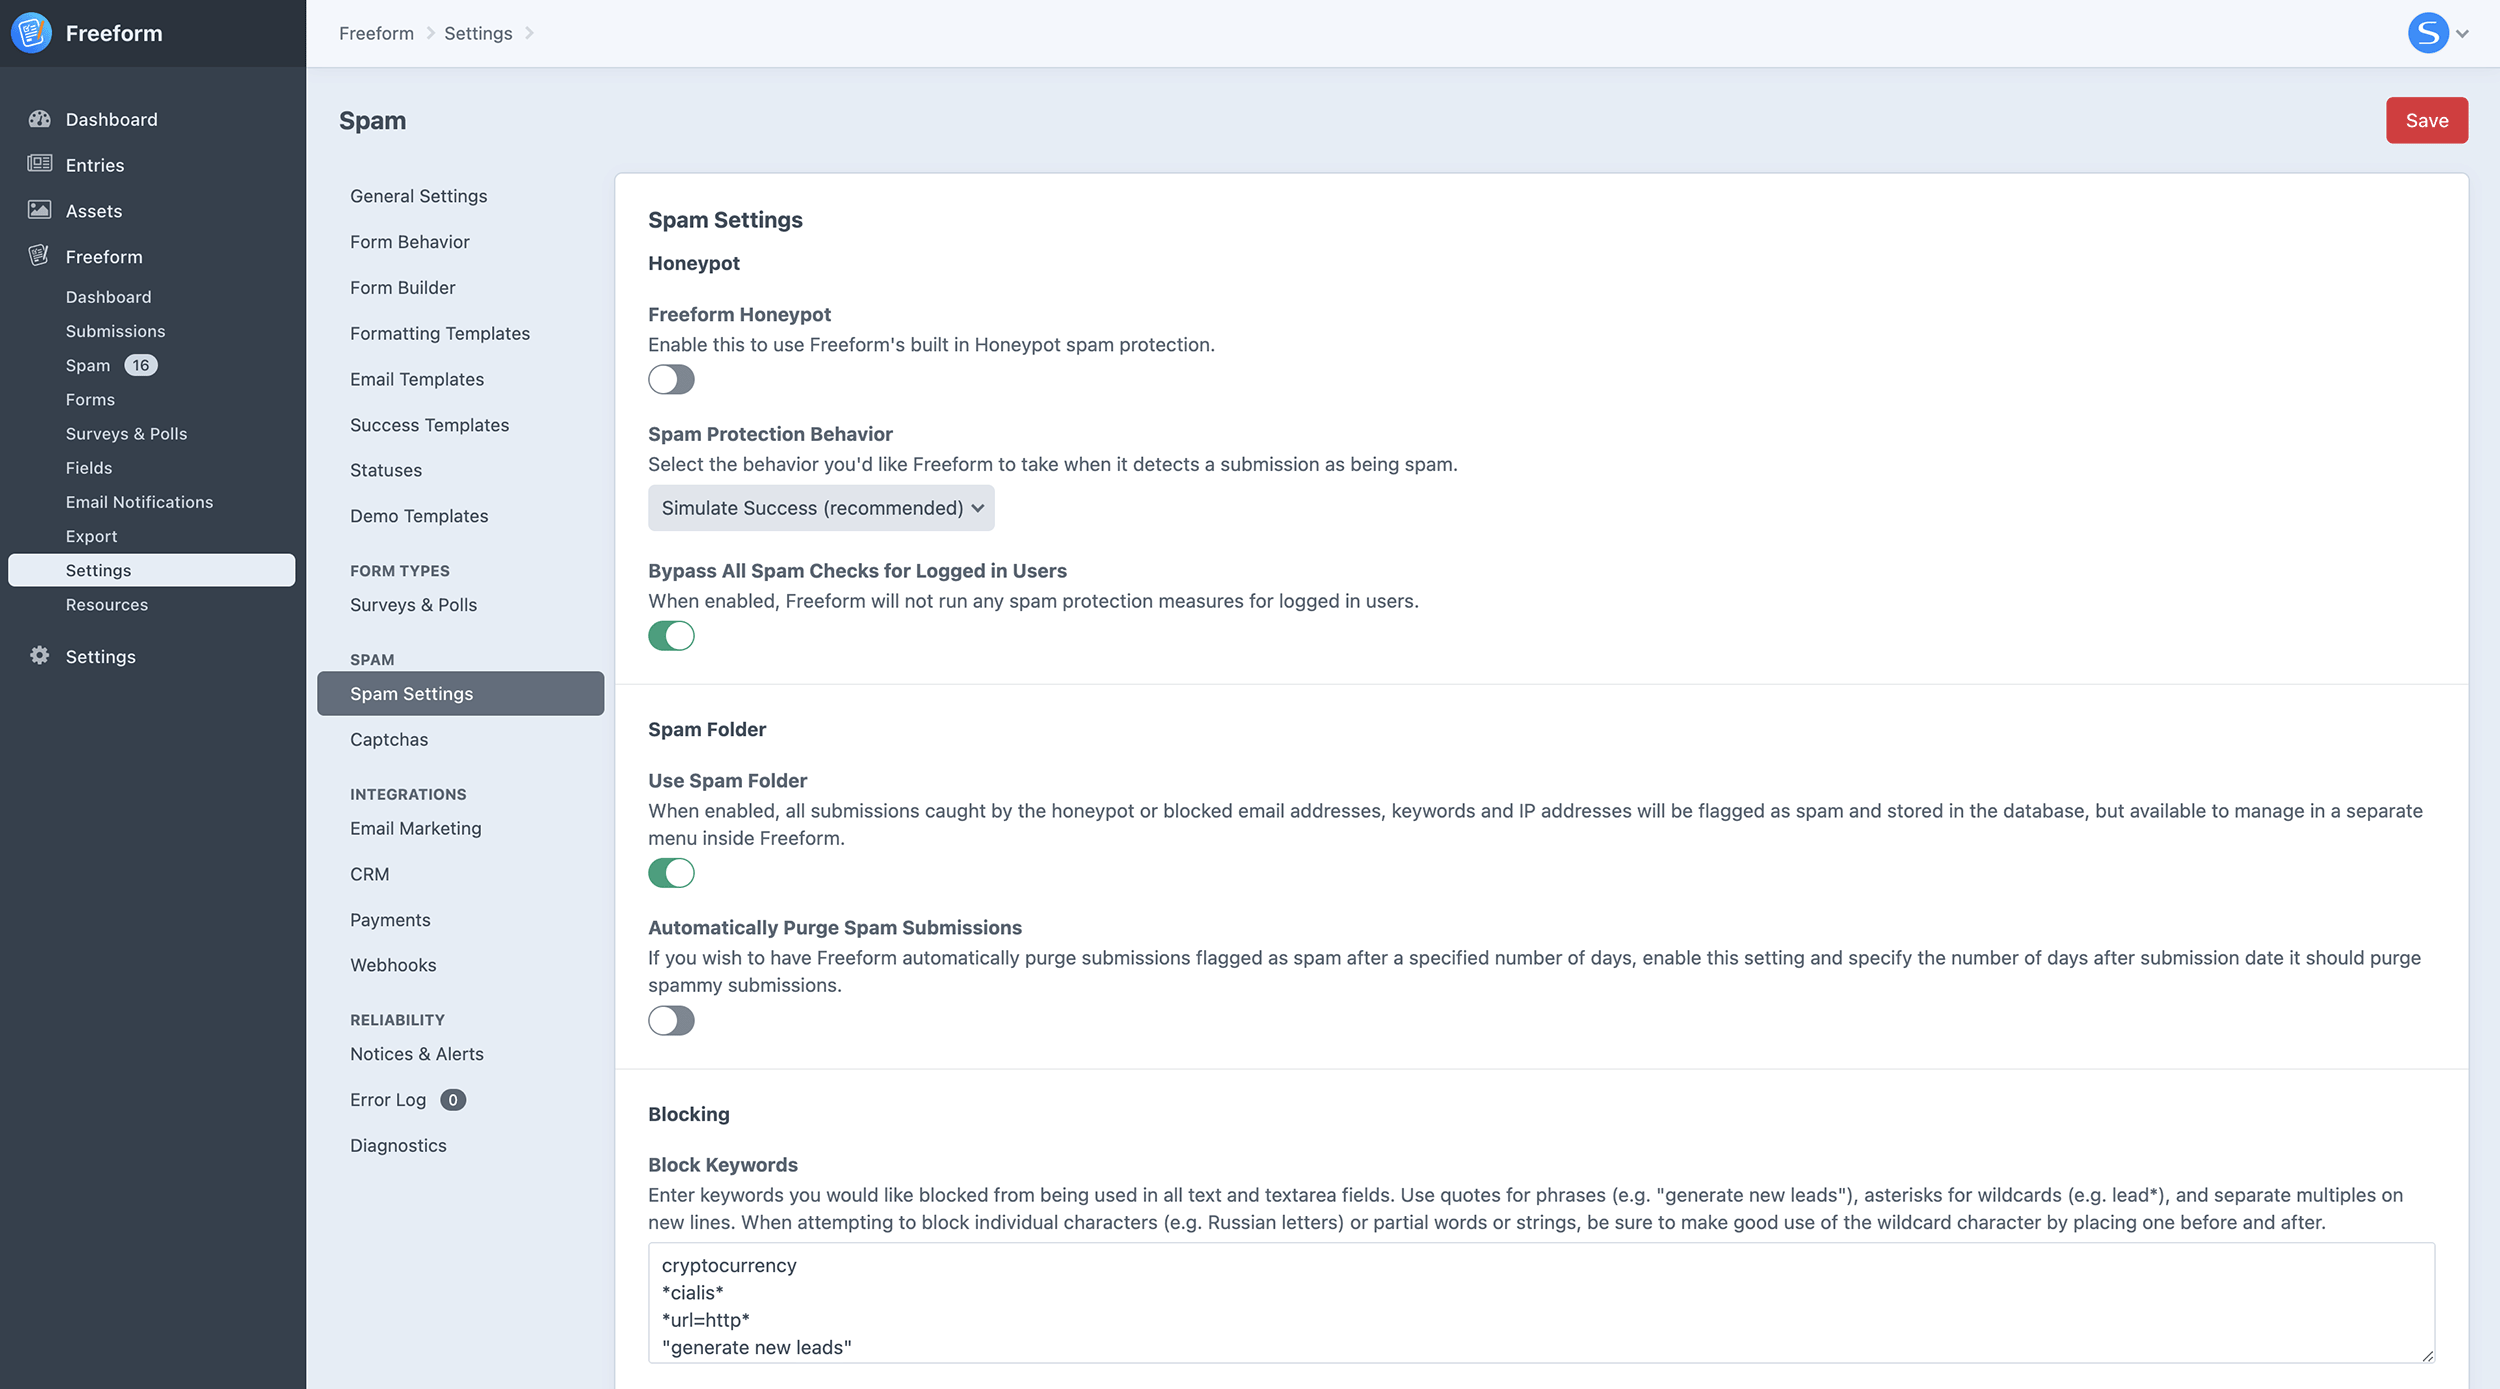 Freeform
Freeform
Settings
S
Dashboard
Entries
Assets
Freeform
Dashboard
Submissions
Spam 16
Forms
Surveys & Polls
Fields
Email Notifications
Export
Settings
Resources
Settings
Spam
Save
General Settings
Form Behavior
Form Builder
Formatting Templates
Email Templates
Success Templates
Statuses
Demo Templates
FORM TYPES
Surveys & Polls
SPAM
Spam Settings
Captchas
INTEGRATIONS
Email Marketing
CRM
Payments
Webhooks
RELIABILITY
Notices & Alerts
Error Log 0
Diagnostics
Spam Settings
Honeypot
Freeform Honeypot
Enable this to use Freeform's built in Honeypot spam protection.
Spam Protection Behavior
Select the behavior you'd like Freeform to take when it detects a submission as being spam.
Simulate Success (recommended)
Bypass All Spam Checks for Logged in Users
When enabled, Freeform will not run any spam protection measures for logged in users.
Spam Folder
Use Spam Folder
When enabled, all submissions caught by the honeypot or blocked email addresses, keywords and IP addresses will be flagged as spam and stored in the database, but available to manage in a separate
menu inside Freeform.
Automatically Purge Spam Submissions
If you wish to have Freeform automatically purge submissions flagged as spam after a specified number of days, enable this setting and specify the number of days after submission date it should purge
spammy submissions.
Blocking
Block Keywords
Enter keywords you would like blocked from being used in all text and textarea fields. Use quotes for phrases (e.g. "generate new leads"), asterisks for wildcards (e.g. lead*), and separate multiples on
new lines. When attempting to block individual characters (e.g. Russian letters) or partial words or strings, be sure to make good use of the wildcard character by placing one before and after.
cryptocurrency
*cialis*
*url=http*
"generate new leads"